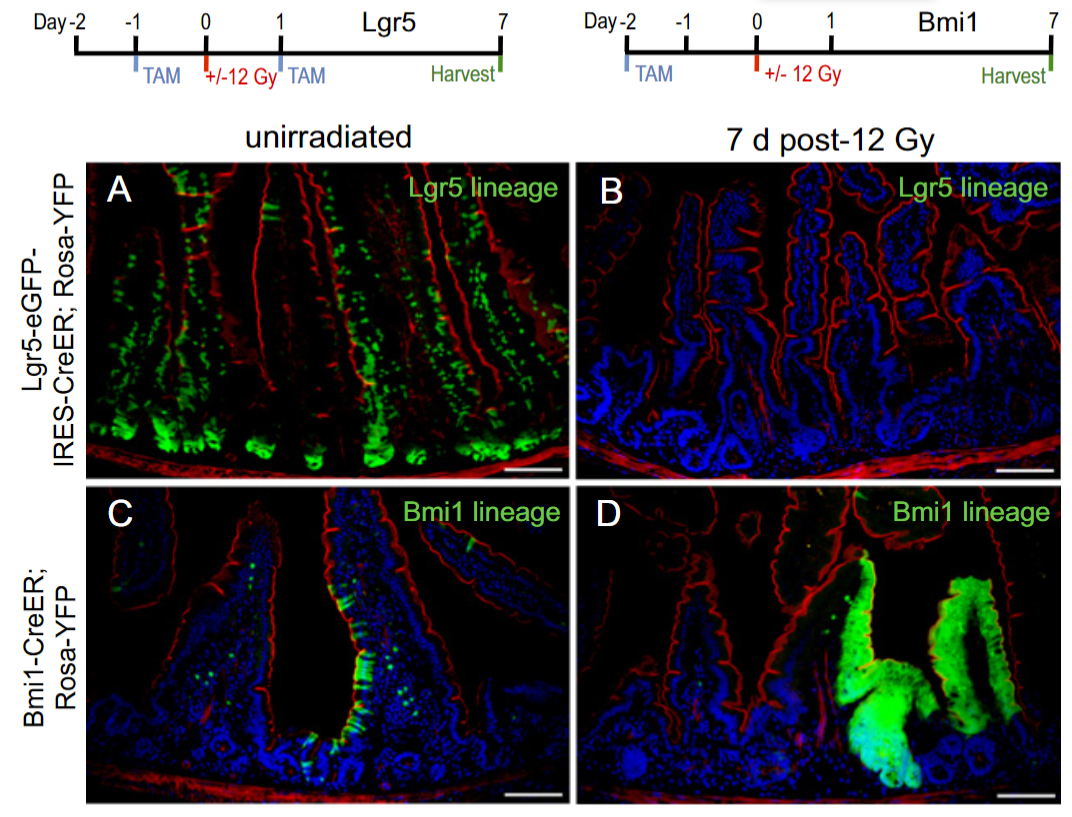 Day -2 -1 0 1 Lgr5 7
TAM +/-12 Gy TAM Harvest
Day -2 -1 0 1 Bmi1 7
TAM +/- 12 Gy Harvest
unirradiated
7 d post-12 Gy
Lgr5-eGFP-
IRES-CreER; Rosa-YFP
A Lgr5 lineage
B Lgr5 lineage
Bmi1-CreER;
Rosa-YFP
C Bmi1 lineage
D Bmi1 lineage